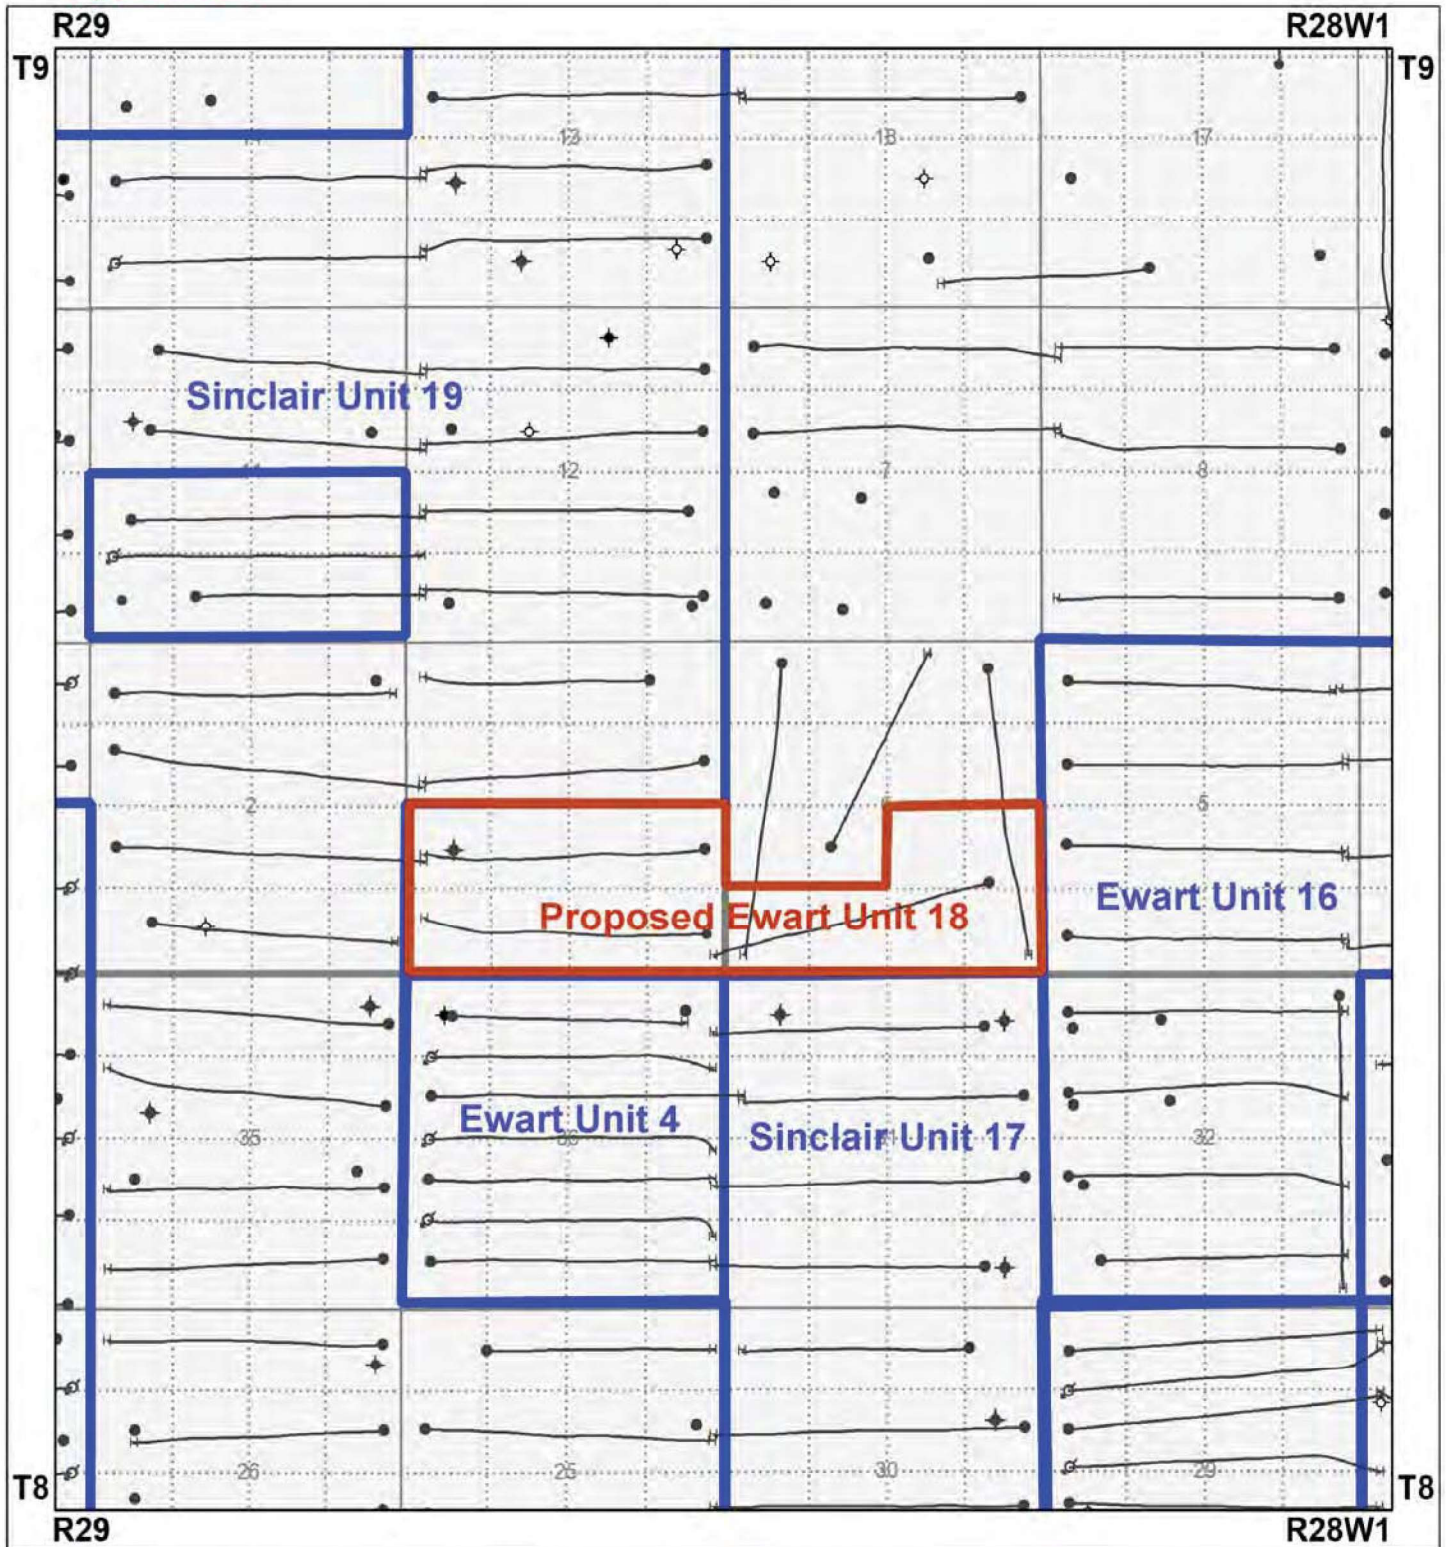 R29 R28W1
T9 T9
13 18 17
Sinclair Unit 19
12 7 8
2 5
Proposed Ewart Unit 18
Ewart Unit 16
Ewart Unit 4
Sinclair Unit 17
35 32
26 25 30 29
T8 T8
R29 R28W1